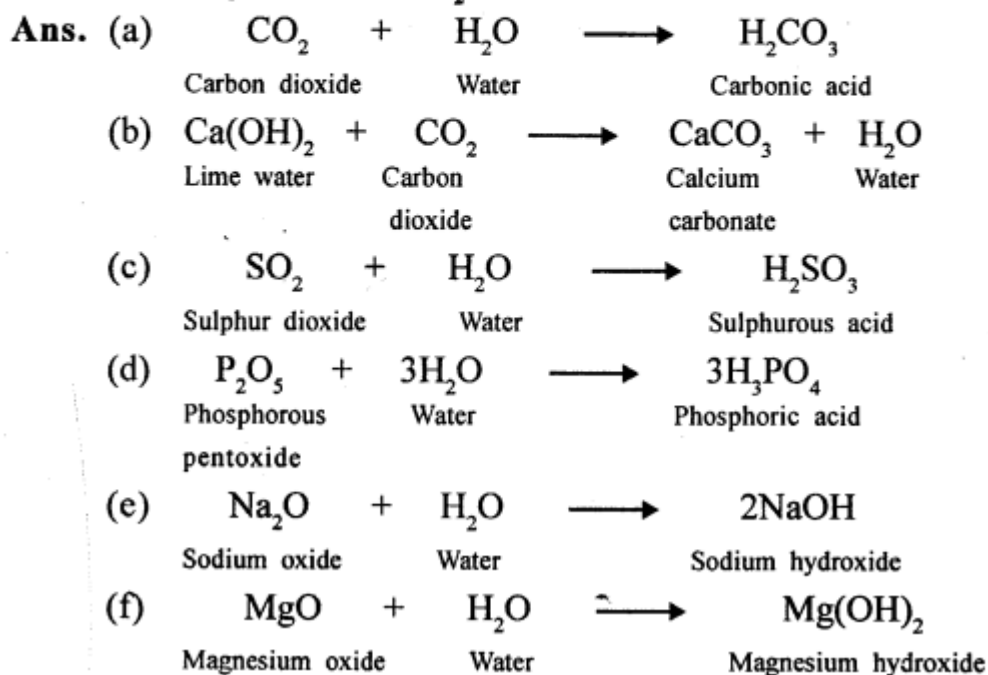 Ans. (a) CO₂ + H₂O ⟶ H₂CO₃
Carbon dioxide Water Carbonic acid
(b) Ca(OH)₂ + CO₂ ⟶ CaCO₃ + H₂O
Lime water Carbon Calcium Water
dioxide carbonate
(c) SO₂ + H₂O ⟶ H₂SO₃
Sulphur dioxide Water Sulphurous acid
(d) P₂O₅ + 3H₂O ⟶ 3H₃PO₄
Phosphorous Water Phosphoric acid
pentoxide
(e) Na₂O + H₂O ⟶ 2NaOH
Sodium oxide Water Sodium hydroxide
(f) MgO + H₂O ⟶ Mg(OH)₂
Magnesium oxide Water Magnesium hydroxide